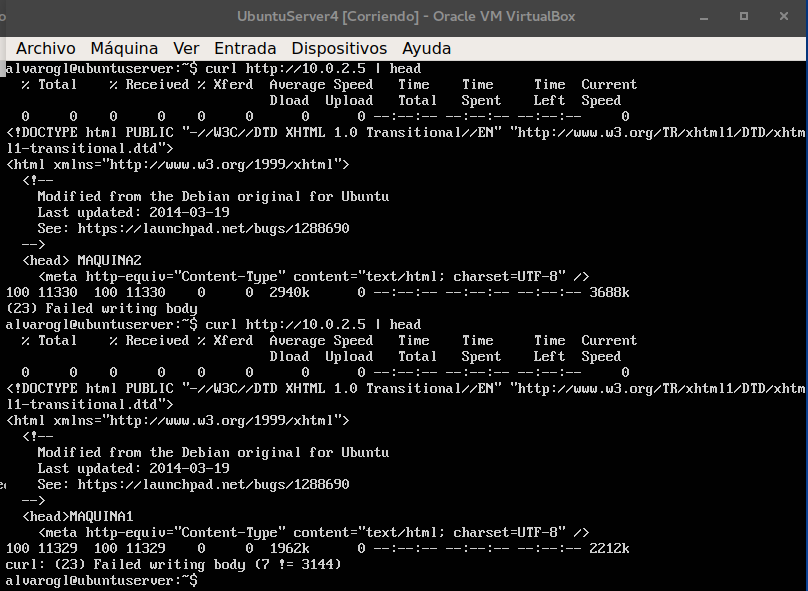 UbuntuServer4 [Corriendo] - Oracle VM VirtualBox
Archivo Máquina Ver Entrada Dispositivos Ayuda
alvarogl@ubuntuserver:~$ curl http://10.0.2.5 | head
  % Total    % Received % Xferd  Average Speed   Time    Time     Time  Current
                                 Dload  Upload   Total   Spent    Left  Speed
  0     0    0     0    0     0      0      0 --:--:-- --:--:-- --:--:--     0
<!DOCTYPE html PUBLIC "-//W3C//DTD XHTML 1.0 Transitional//EN" "http://www.w3.org/TR/xhtml1/DTD/xhtm
l1-transitional.dtd">
<html xmlns="http://www.w3.org/1999/xhtml">
  <!--
    Modified from the Debian original for Ubuntu
    Last updated: 2014-03-19
    See: https://launchpad.net/bugs/1288690
  -->
  <head> MAQUINA2
    <meta http-equiv="Content-Type" content="text/html; charset=UTF-8" />
100 11330  100 11330    0     0  2940k      0 --:--:-- --:--:-- --:--:-- 3688k
(23) Failed writing body
alvarogl@ubuntuserver:~$ curl http://10.0.2.5 | head
  % Total    % Received % Xferd  Average Speed   Time    Time     Time  Current
                                 Dload  Upload   Total   Spent    Left  Speed
  0     0    0     0    0     0      0      0 --:--:-- --:--:-- --:--:--     0
<!DOCTYPE html PUBLIC "-//W3C//DTD XHTML 1.0 Transitional//EN" "http://www.w3.org/TR/xhtml1/DTD/xhtm
l1-transitional.dtd">
<html xmlns="http://www.w3.org/1999/xhtml">
  <!--
    Modified from the Debian original for Ubuntu
    Last updated: 2014-03-19
    See: https://launchpad.net/bugs/1288690
  -->
  <head>MAQUINA1
    <meta http-equiv="Content-Type" content="text/html; charset=UTF-8" />
100 11329  100 11329    0     0  1962k      0 --:--:-- --:--:-- --:--:-- 2212k
curl: (23) Failed writing body (7 != 3144)
alvarogl@ubuntuserver:~$